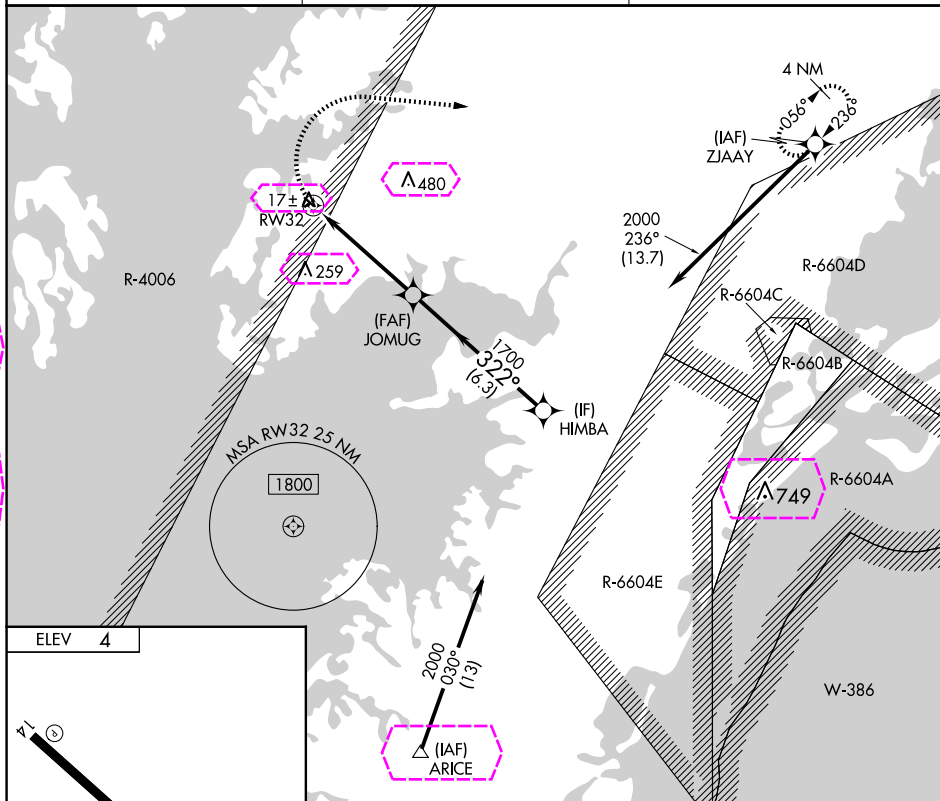 4 NM
056°
236°
(IAF)
ZJAAY
480
17±
RW32
2000
236°
(13.7)
259
R-4006
R-6604D
R-6604C
(FAF)
JOMUG
1700
322°
(6.3)
R-6604B
(IF)
HIMBA
MSA RW32 25 NM
1800
749
R-6604A
R-6604E
2000
030°
(13)
ELEV 4
W-386
14
P
(IAF)
ARICE